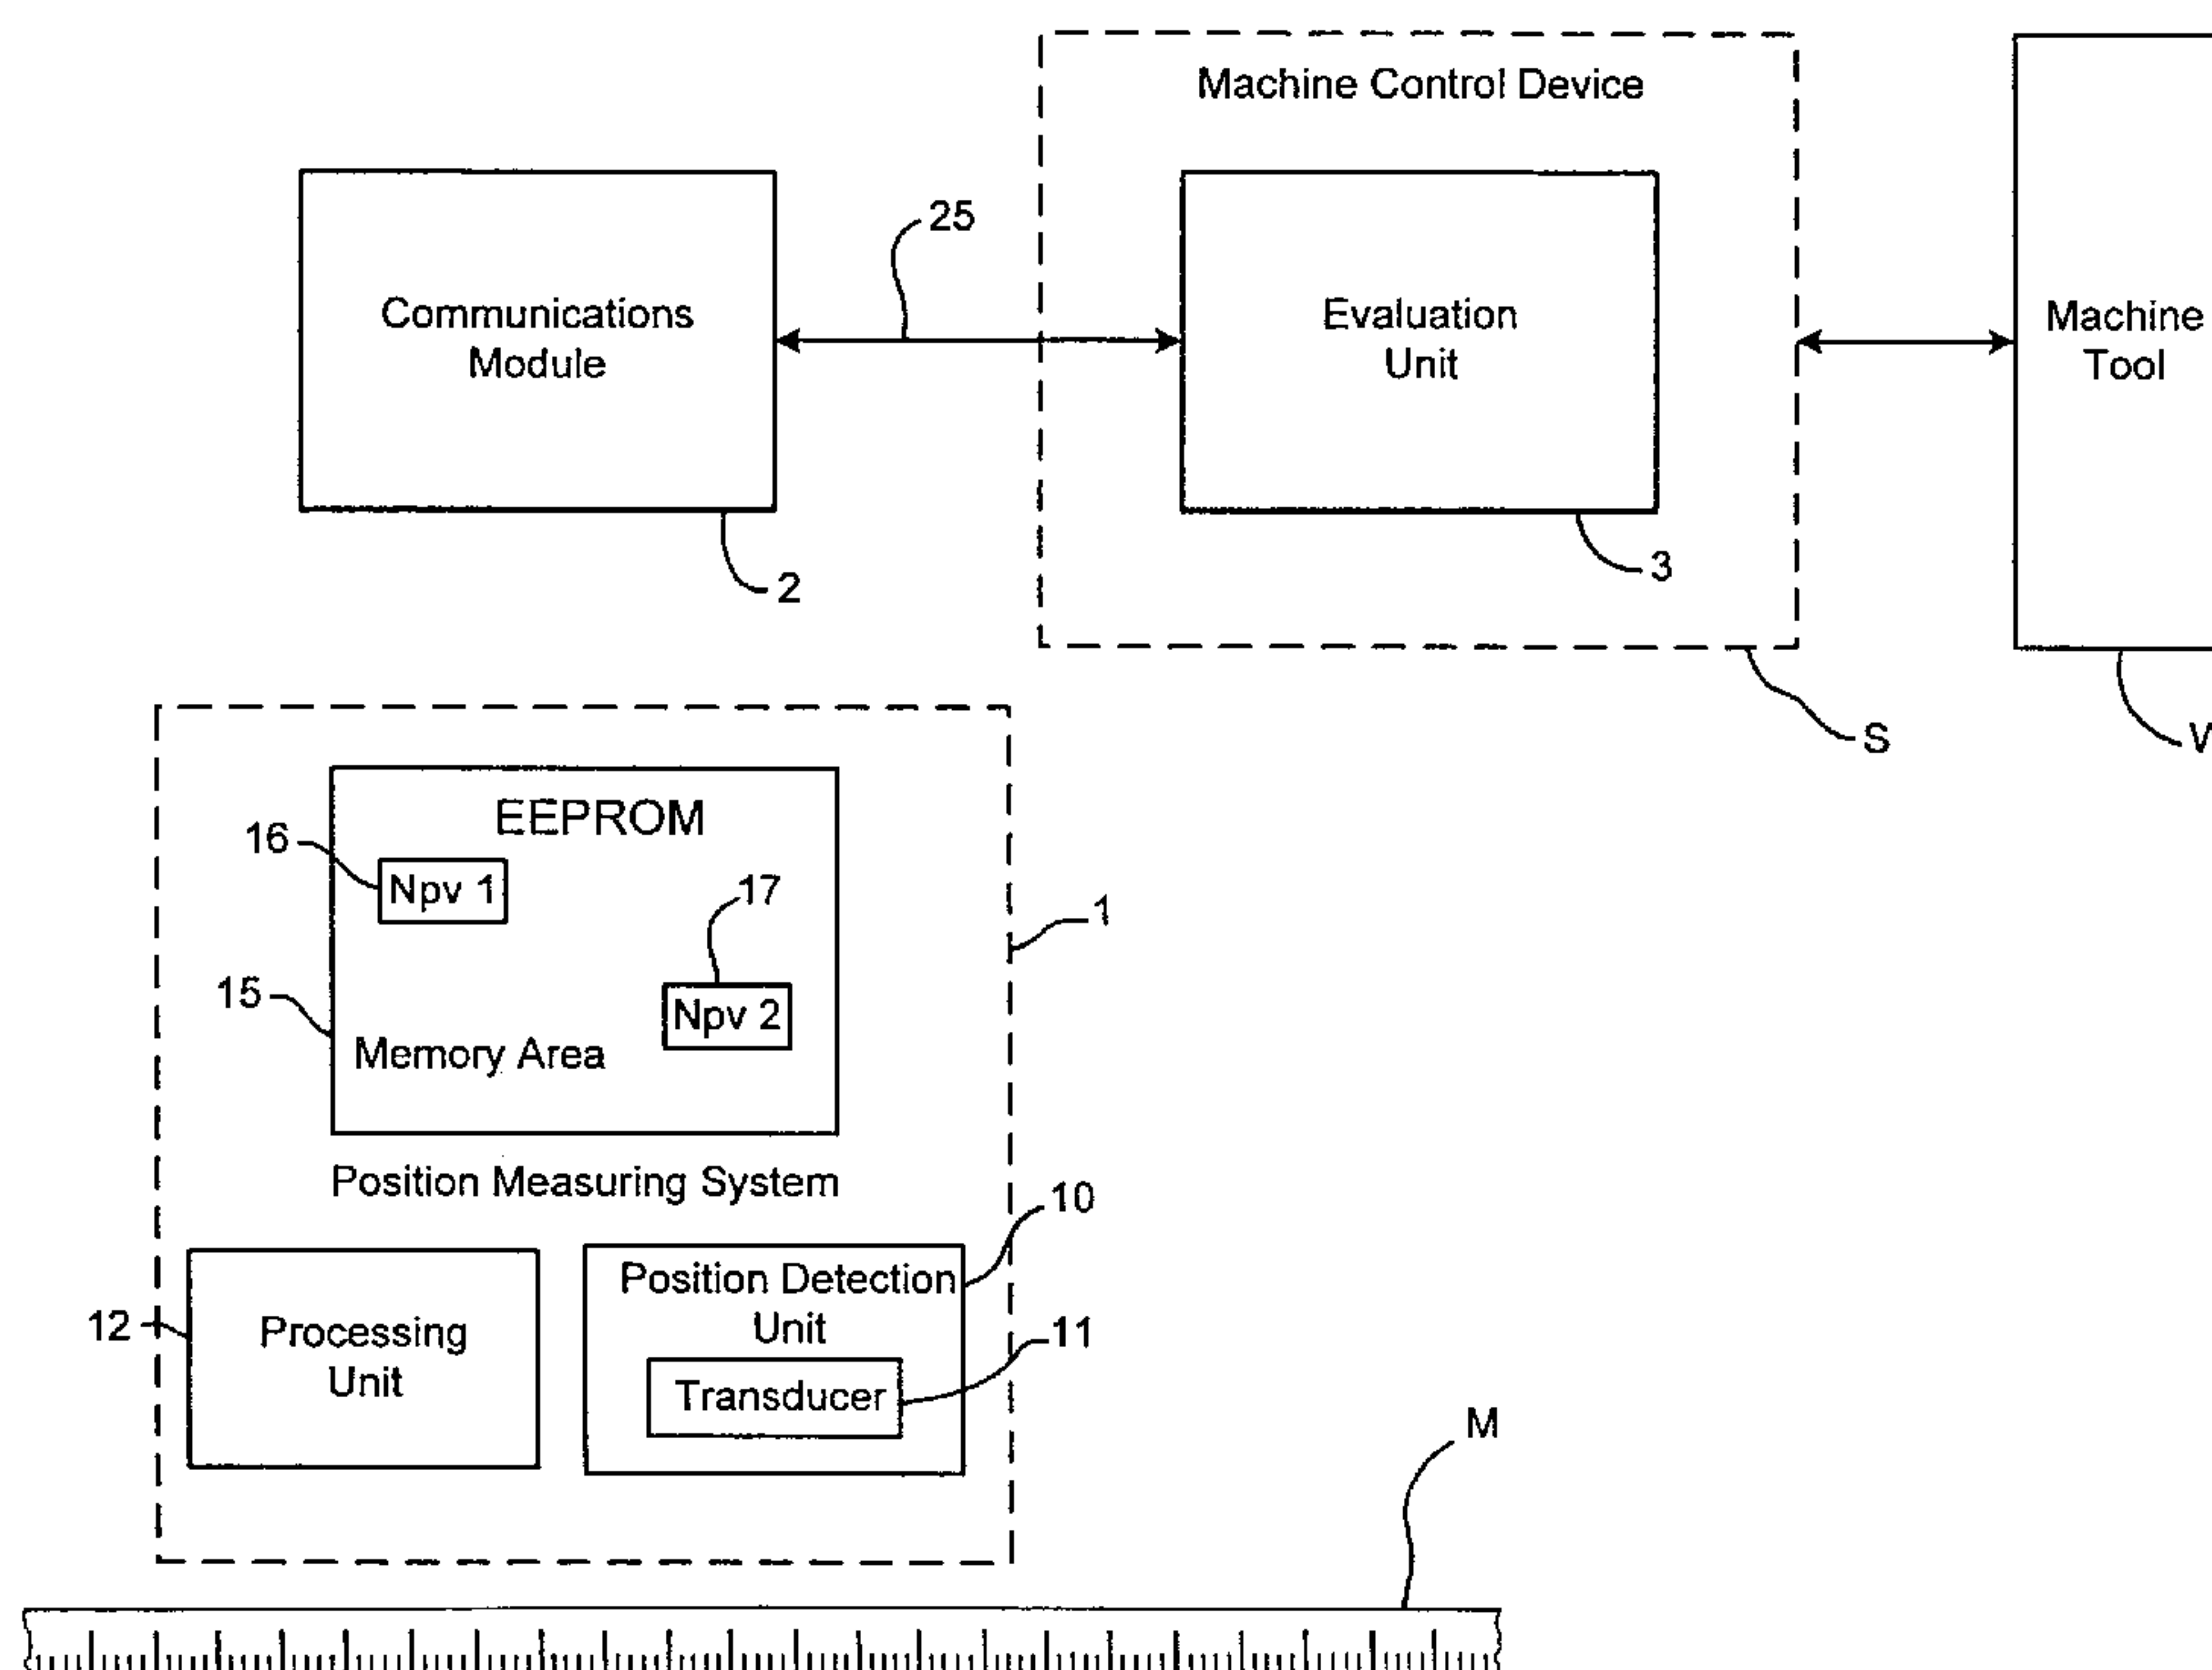 Machine Control Device
25
Communications
Module
Evaluation
Unit
Machine
Tool
2
3
S
EEPROM
16
Npv 1
17
1
15
Npv 2
Memory Area
Position Measuring System
10
Position Detection
Unit
12
Processing
Unit
11
Transducer
M